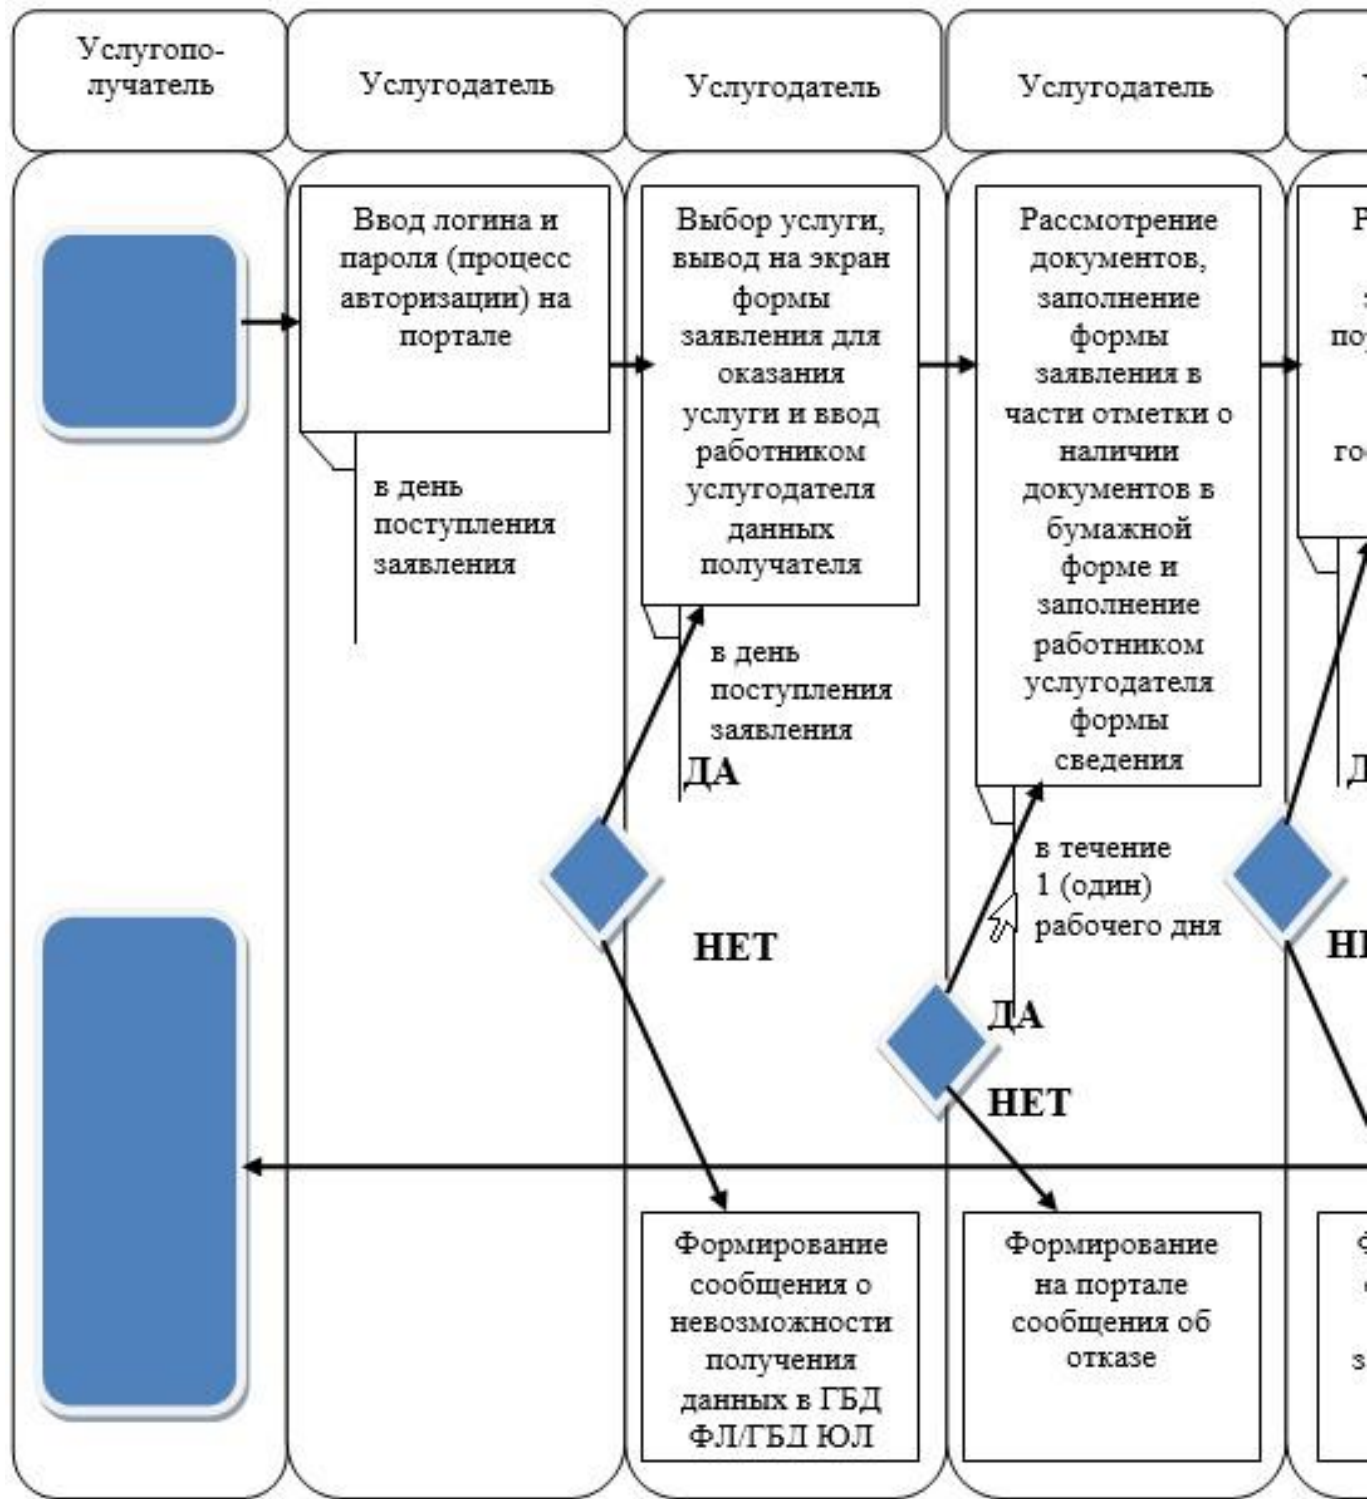 Услугопо-
лучатель
Услугодатель
Услугодатель
Услугодатель
Ввод логина и
пароля (процесс
авторизации) на
портале
в день
поступления
заявления
Выбор услуги,
вывод на экран
формы
заявления для
оказания
услуги и ввод
работником
услугодателя
данных
получателя
в день
поступления
заявления
ДА
НЕТ
Формирование
сообщения о
невозможности
получения
данных в ГБД
ФЛ/ГБД ЮЛ
Рассмотрение
документов,
заполнение
формы
заявления в
части отметки о
наличии
документов в
бумажной
форме и
заполнение
работником
услугодателя
формы
сведения
в течение
1 (один)
рабочего дня
ДА
НЕТ
Формирование
на портале
сообщения об
отказе